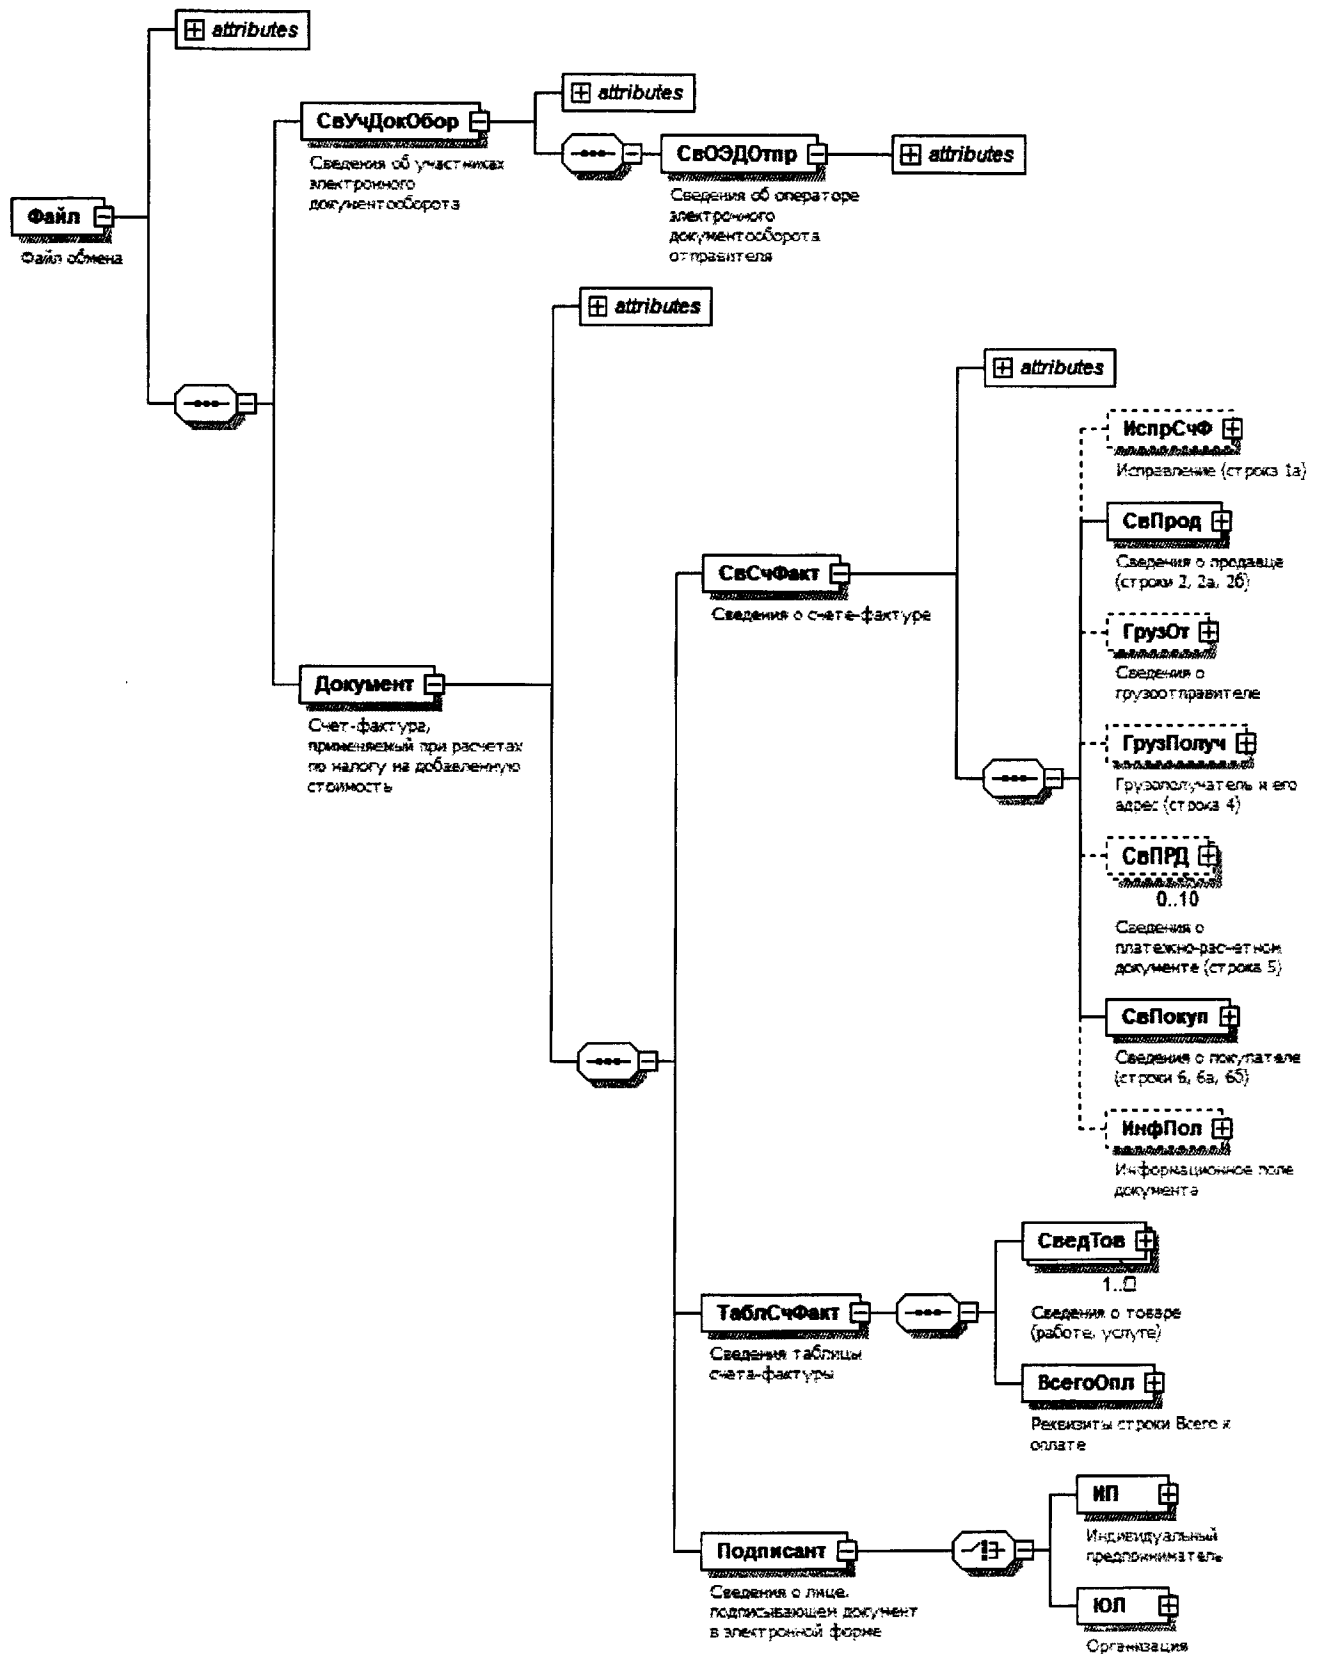 attributes
attributes
СвУчДокОбор
Сведения об участниках
электронного
документооборота
СвОЭДОтпр
attributes
Сведения об операторе
электронного
документооборота
отправителя
Файл
Файл обмена
attributes
attributes
ИспрСчФ
Исправление (строка 1а)
СвПрод
Сведения о продавце
(строки 2, 2а, 2б)
СвСчФакт
Сведения о счете-фактуре
ГрузОт
Сведения о
грузоотправителе
Документ
Счет-фактура,
применяемый при расчетах
по налогу на добавленную
стоимость
ГрузПолуч
Грузополучатель и его
адрес (строка 4)
СвПРД
0..10
Сведения о
платежно-расчетном
документе (строка 5)
СвПокуп
Сведения о покупателе
(строки 6, 6а, 6б)
ИнфПол
Информационное поле
документа
СведТов
1..□
Сведения о товаре
(работе, услуге)
ТаблСчФакт
Сведения таблицы
счета-фактуры
ВсегоОпл
Реквизиты строки Всего к
оплате
ИП
Индивидуальный
предприниматель
Подписант
Сведения о лице,
подписывающем документ
в электронной форме
ЮЛ
Организация